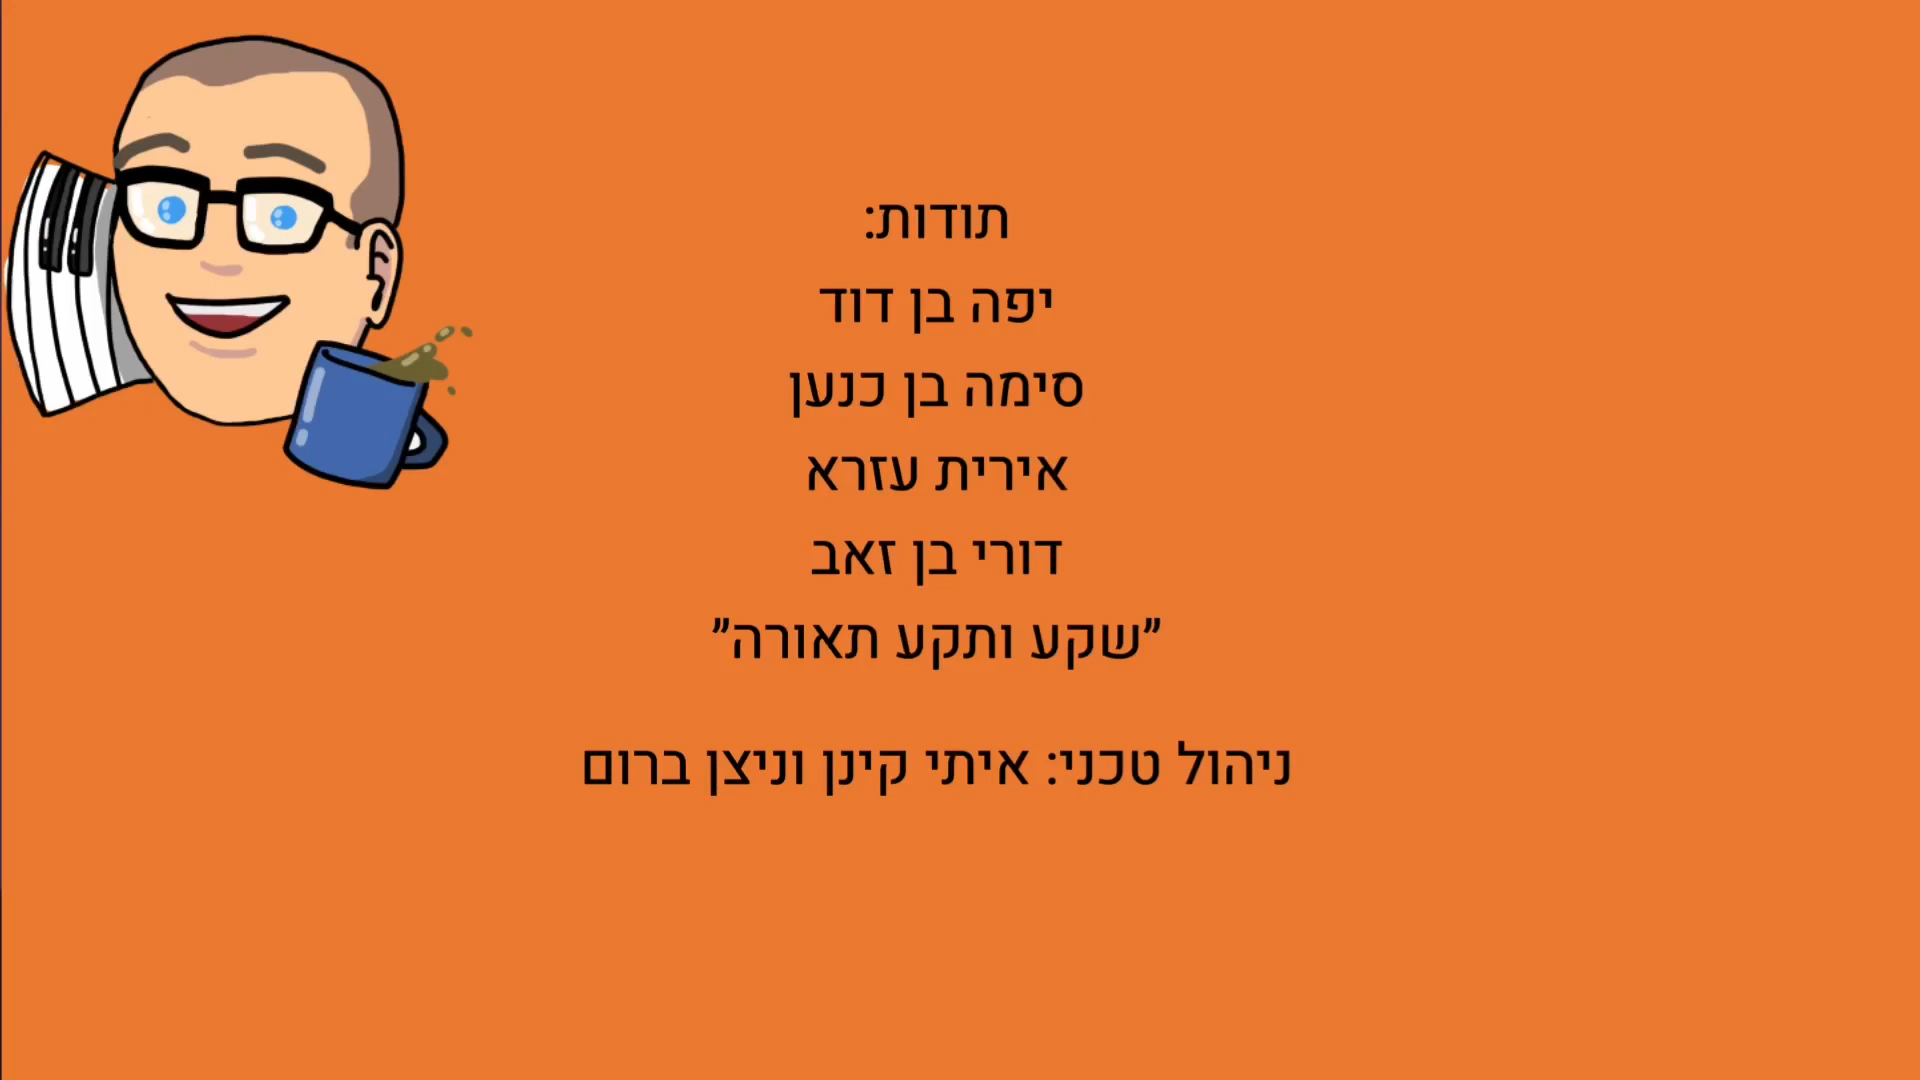 תודות:
יפה בן דוד
סימה בן כנען
אירית עזרא
דורי בן זאב
"שקע ותקע תאורה"
ניהול טכני: איתי קינן וניצן ברום